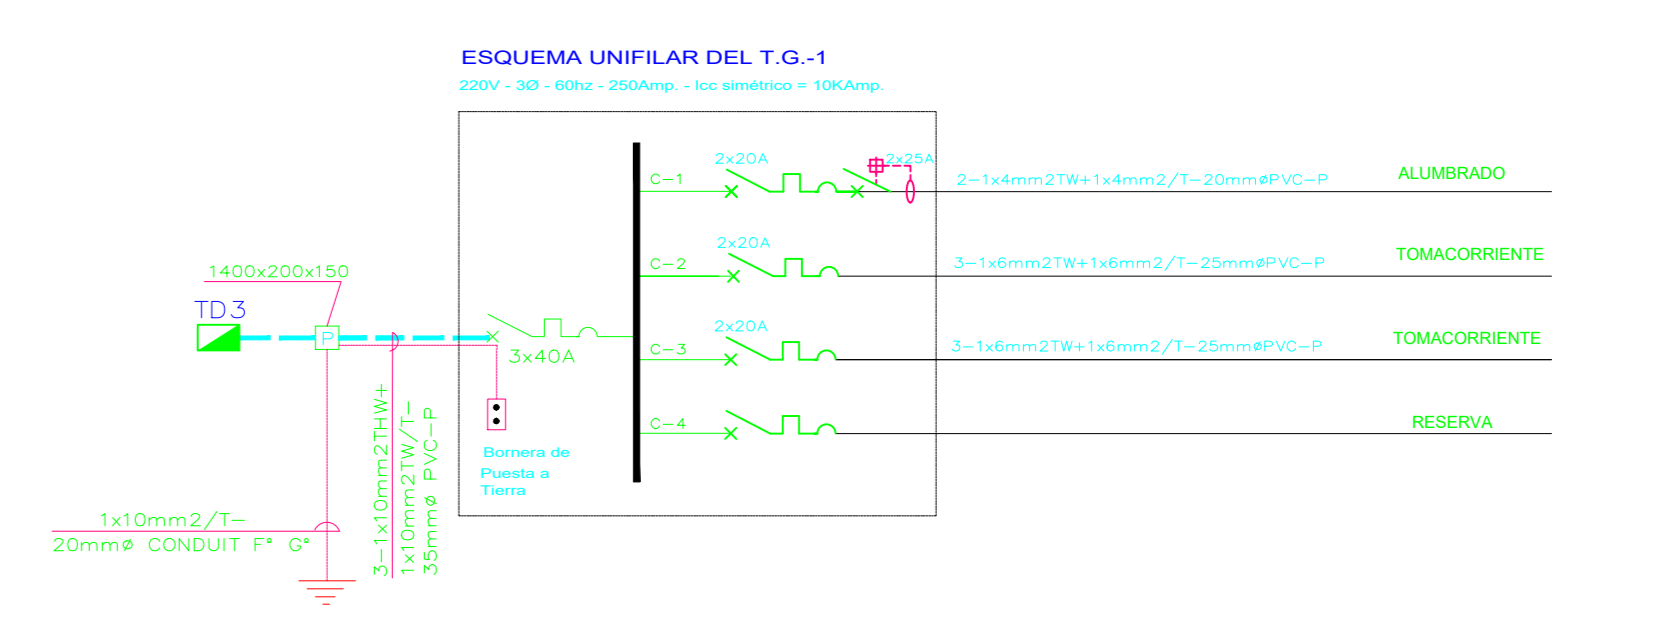 ESQUEMA UNIFILAR DEL T.G.-1
220V - 3Ø - 60hz - 250Amp. - Icc simétrico = 10KAmp.
C-1
2x20A
2x25A
2-1x4mm2TW+1x4mm2/T-20mmøPVC-P
ALUMBRADO
C-2
2x20A
3-1x6mm2TW+1x6mm2/T-25mmøPVC-P
TOMACORRIENTE
C-3
2x20A
3-1x6mm2TW+1x6mm2/T-25mmøPVC-P
TOMACORRIENTE
C-4
RESERVA
1400x200x150
TD3
P
3x40A
Bornera de
Puesta a
Tierra
3-1x10mm2THW+
1x10mm2TW/T-
35mmø PVC-P
1x10mm2/T-
20mmø CONDUIT Fº Gº